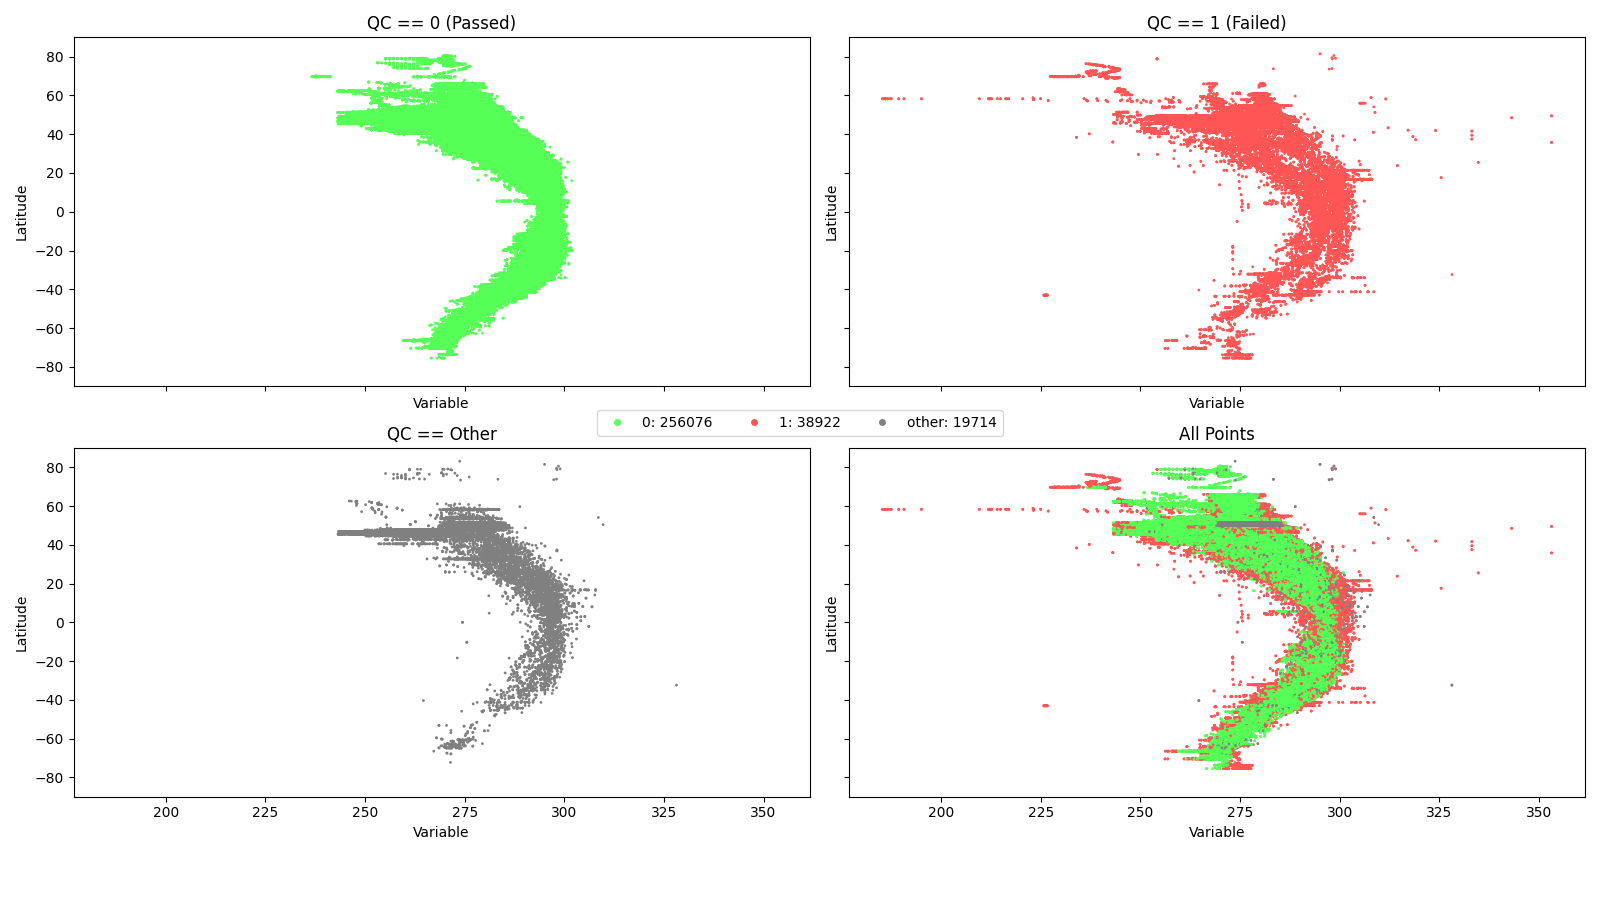 QC == 0 (Passed)
80
60
40
20
0
−20
−40
−60
−80
Latitude
Variable
QC == 1 (Failed)
Latitude
Variable
0: 256076
1: 38922
other: 19714
QC == Other
80
60
40
20
0
−20
−40
−60
−80
Latitude
200
225
250
275
300
325
350
Variable
All Points
Latitude
200
225
250
275
300
325
350
Variable